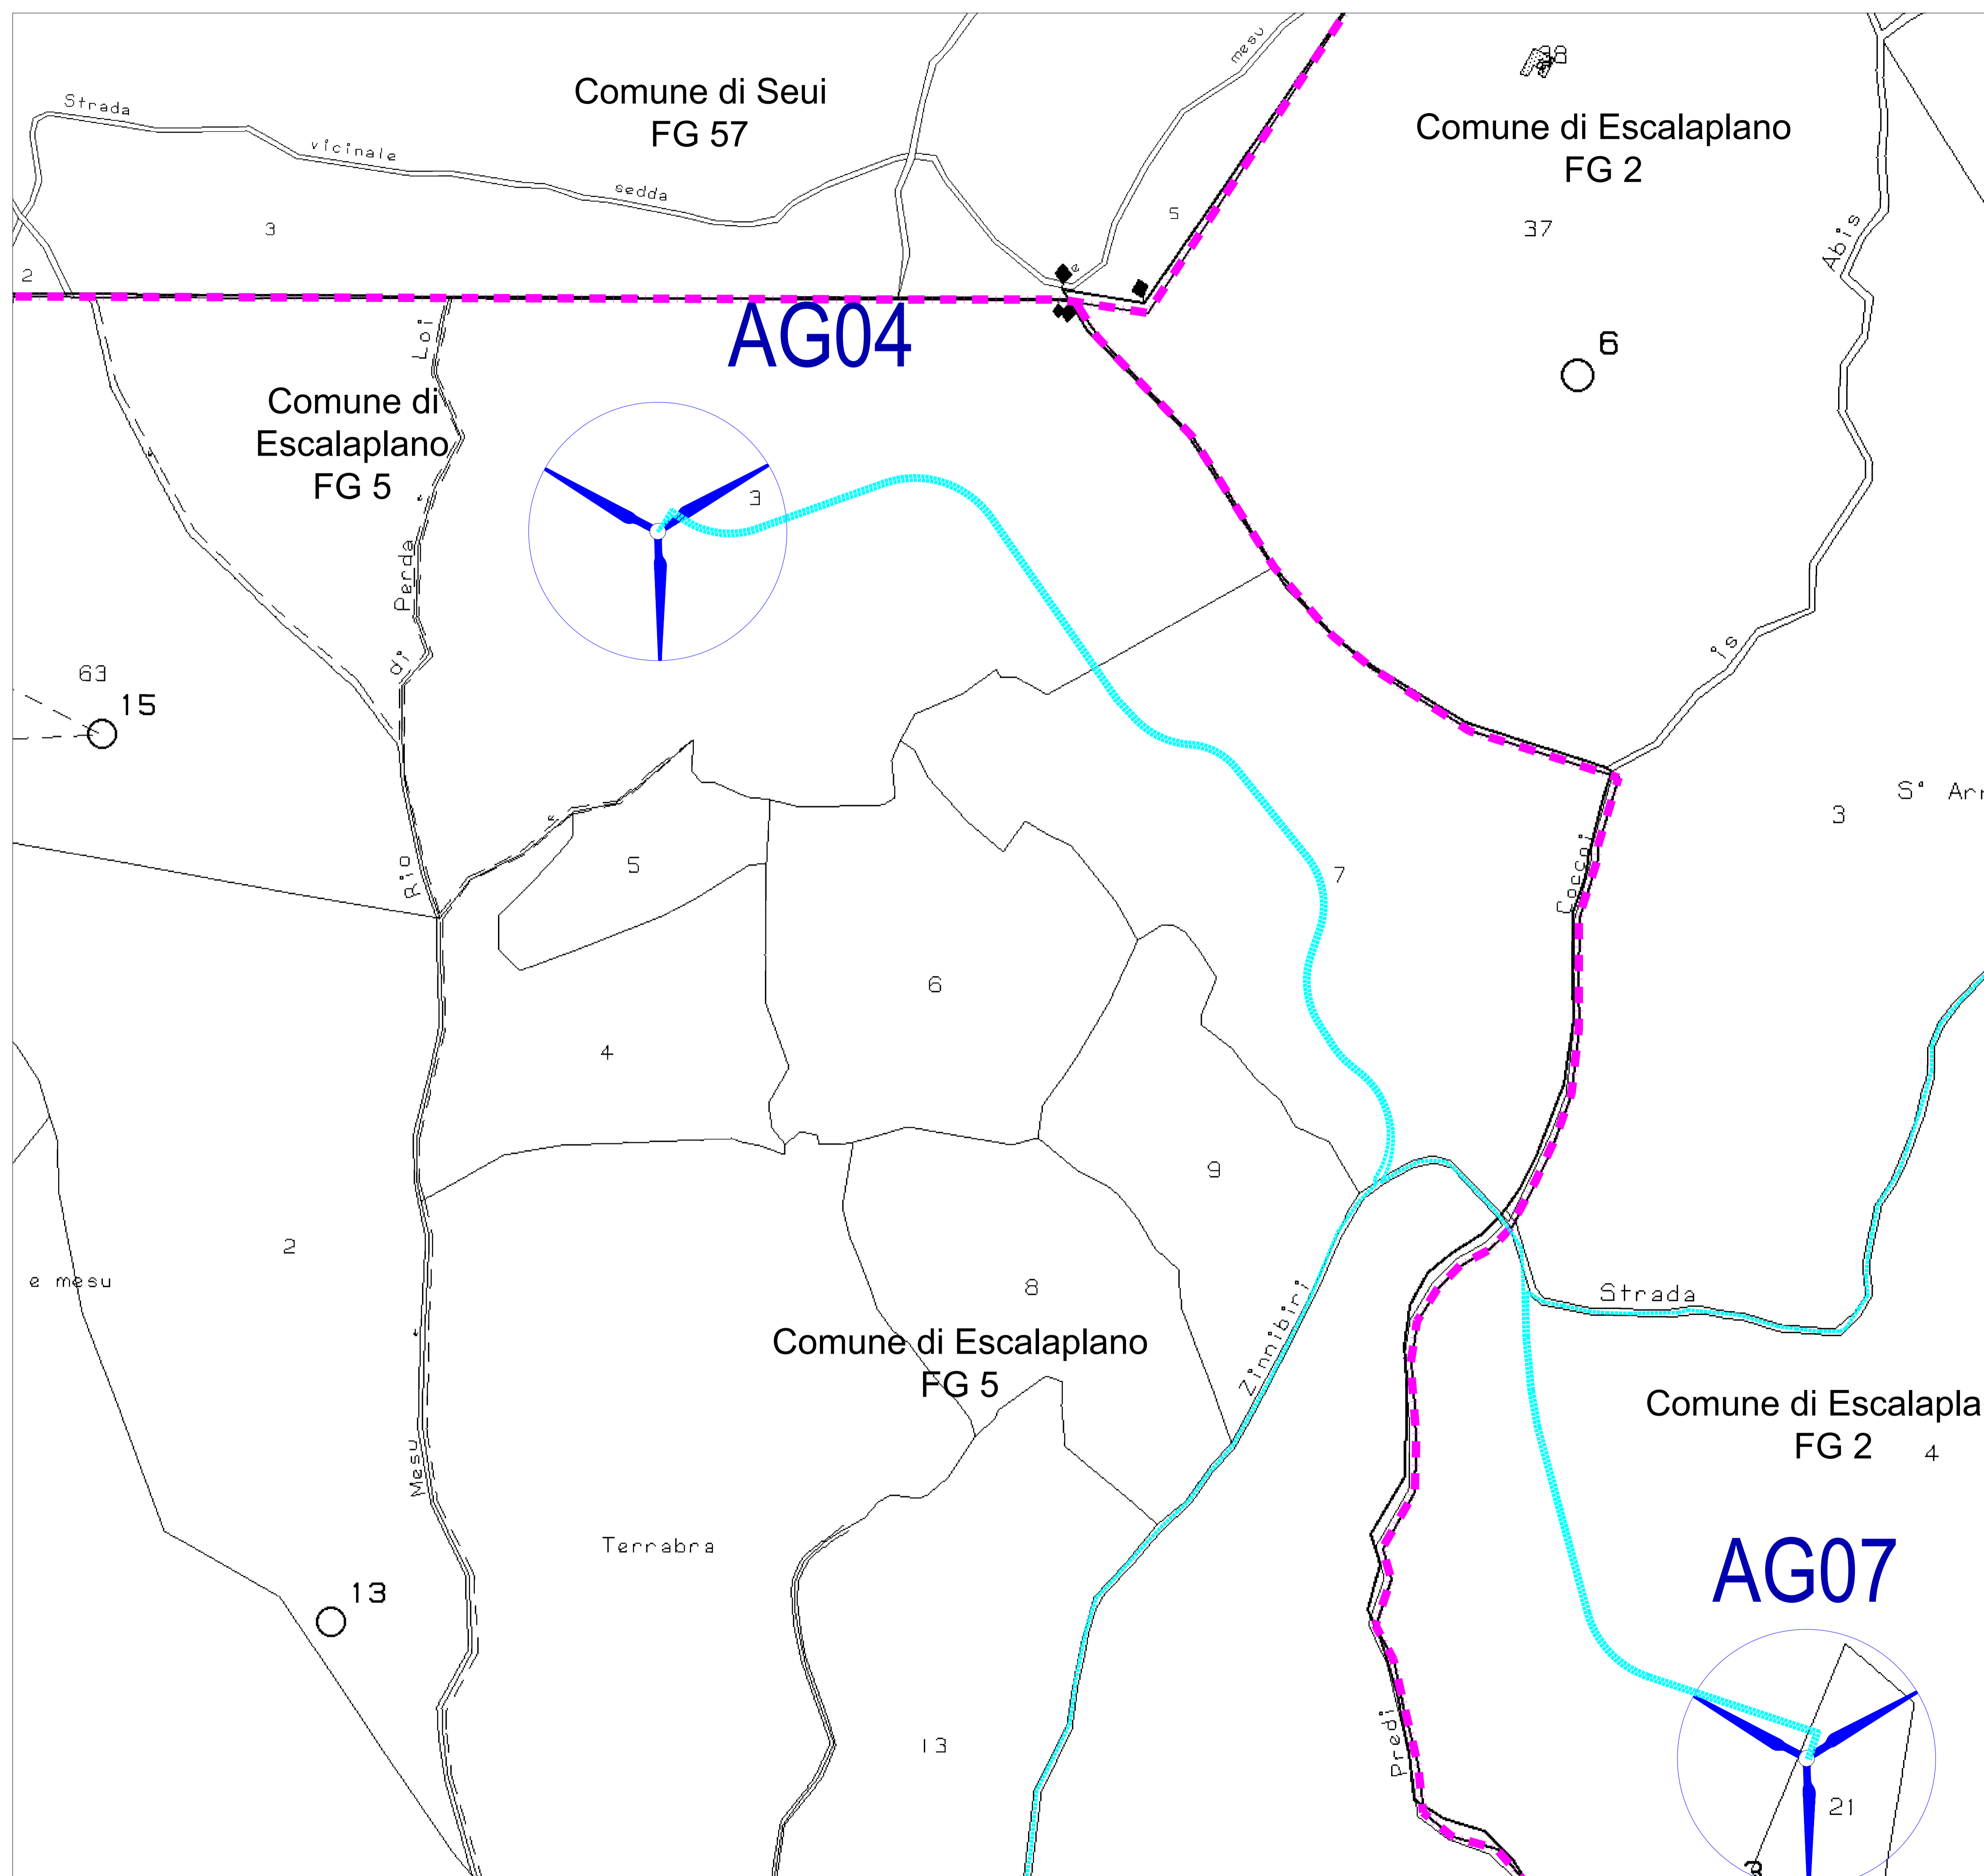 Strada
vicinale
sedda
mesu
e
Comune di Seui
FG 57
Comune di Escalaplano
FG 2
3
2
5
37
Abis
6
AG04
Loi
Comune di
Escalaplano
FG 5
3
Perda
di
is
63
15
Rio
5
7
3
Coccoi
6
4
9
2
e mesu
8
Zinnibiri
Strada
Comune di Escalaplano
FG 5
Comune di Escalapla
FG 2
4
Mesu
Terrabra
AG07
13
13
Predi
21